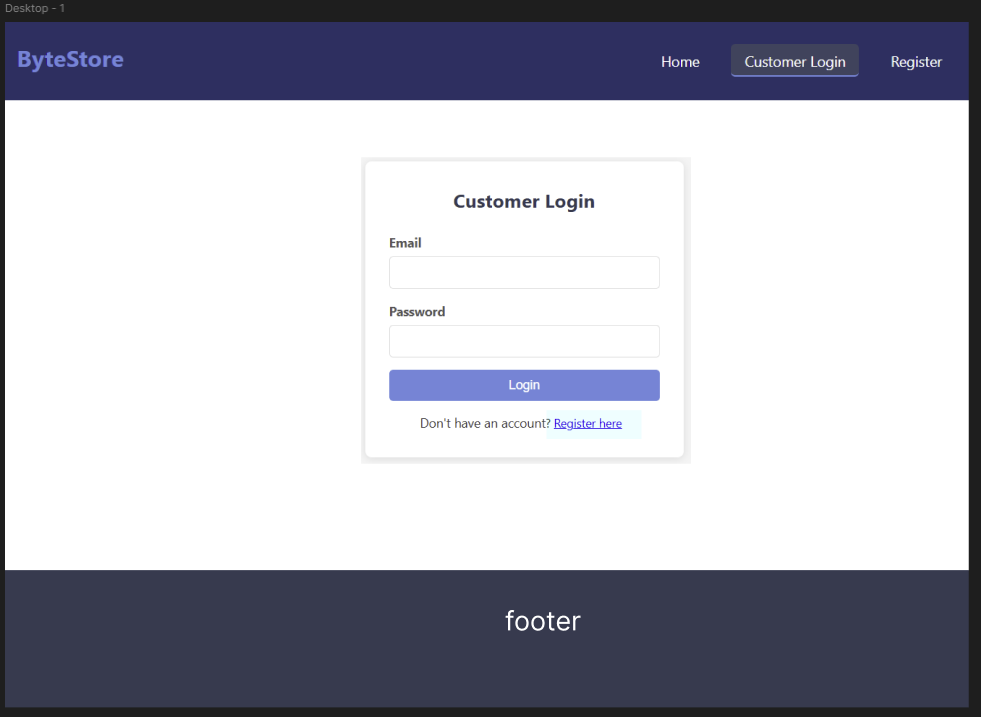 Desktop - 1
ByteStore
Home
Customer Login
Register
Customer Login
Email
Password
Login
Don't have an account? Register here
footer